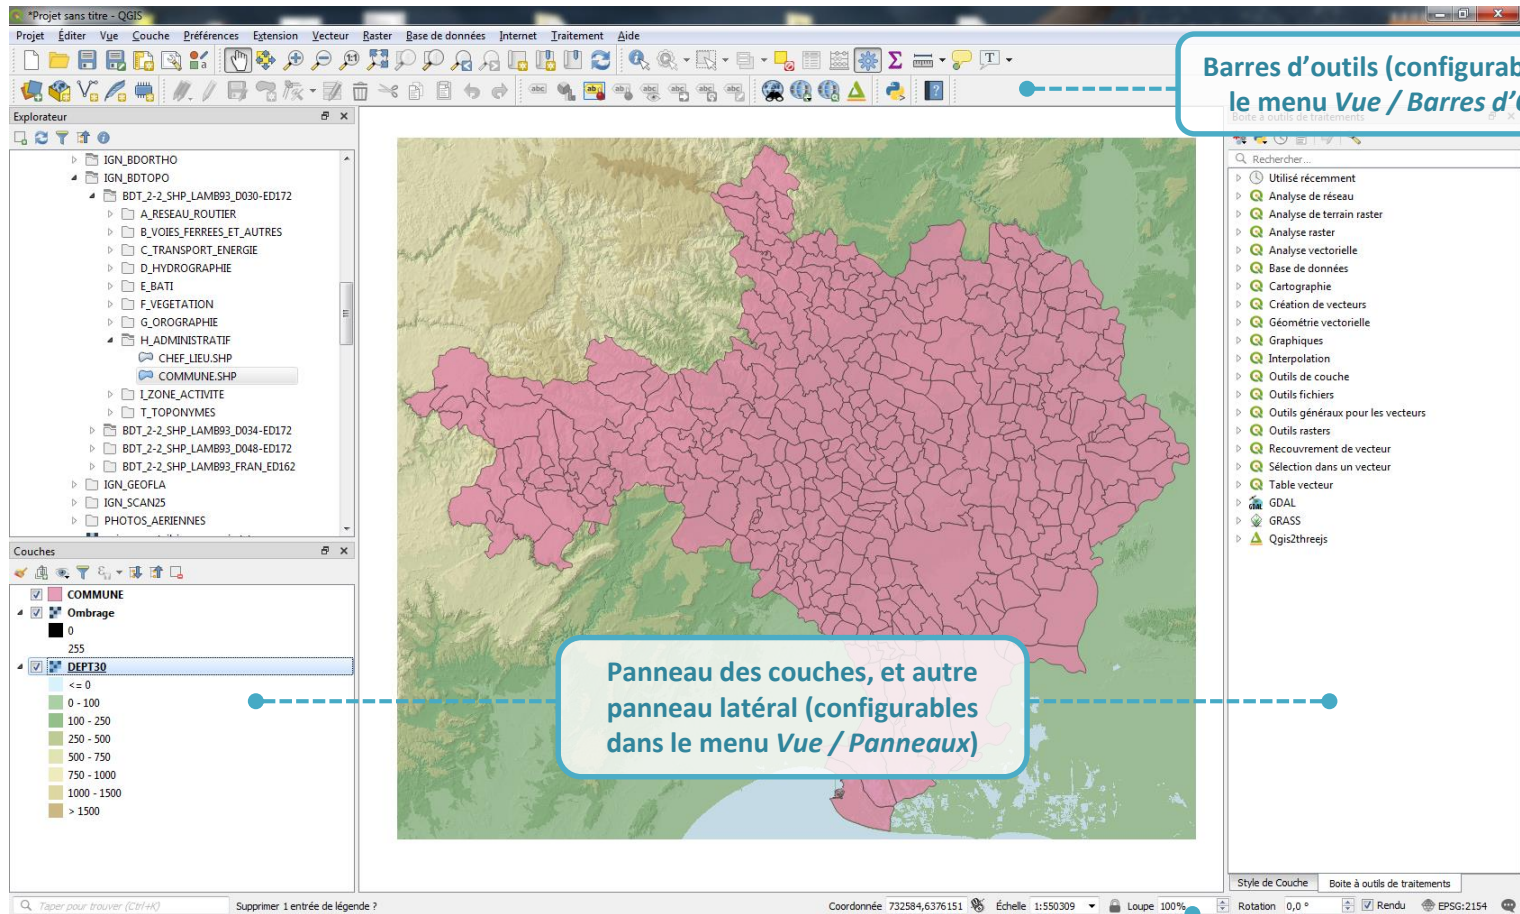 *Projet sans titre - QGIS
Projet Éditer Vue Couche Préférences Extension Vecteur Raster Base de données Internet Traitement Aide
Barres d'outils (configurab
le menu Vue / Barres d'
Explorateur
IGN_BDORTHO
IGN_BDTOPO
BDT_2-2_SHP_LAMB93_D030-ED172
A_RESEAU_ROUTIER
B_VOIES_FERREES_ET_AUTRES
C_TRANSPORT_ENERGIE
D_HYDROGRAPHIE
E_BATI
F_VEGETATION
G_OROGRAPHIE
H_ADMINISTRATIF
CHEF_LIEU.SHP
COMMUNE.SHP
I_ZONE_ACTIVITE
T_TOPONYMES
BDT_2-2_SHP_LAMB93_D034-ED172
BDT_2-2_SHP_LAMB93_D048-ED172
BDT_2-2_SHP_LAMB93_FRAN_ED162
IGN_GEOFLA
IGN_SCAN25
PHOTOS_AERIENNES
Couches
COMMUNE
Ombrage
0
255
DEPT30
<= 0
0 - 100
100 - 250
250 - 500
500 - 750
750 - 1000
1000 - 1500
> 1500
Panneau des couches, et autre
panneau latéral (configurables
dans le menu Vue / Panneaux)
Boite à outils de traitements
Rechercher...
Utilisé récemment
Analyse de réseau
Analyse de terrain raster
Analyse raster
Analyse vectorielle
Base de données
Cartographie
Création de vecteurs
Géométrie vectorielle
Graphiques
Interpolation
Outils de couche
Outils fichiers
Outils généraux pour les vecteurs
Outils rasters
Recouvrement de vecteur
Sélection dans un vecteur
Table vecteur
GDAL
GRASS
Qgis2threejs
Style de Couche Boite à outils de traitements
Taper pour trouver (Ctrl+K) Supprimer 1 entrée de légende ? Coordonnée 732584,6376151 Échelle 1:550309 Loupe 100% Rotation 0,0 ° Rendu EPSG:2154